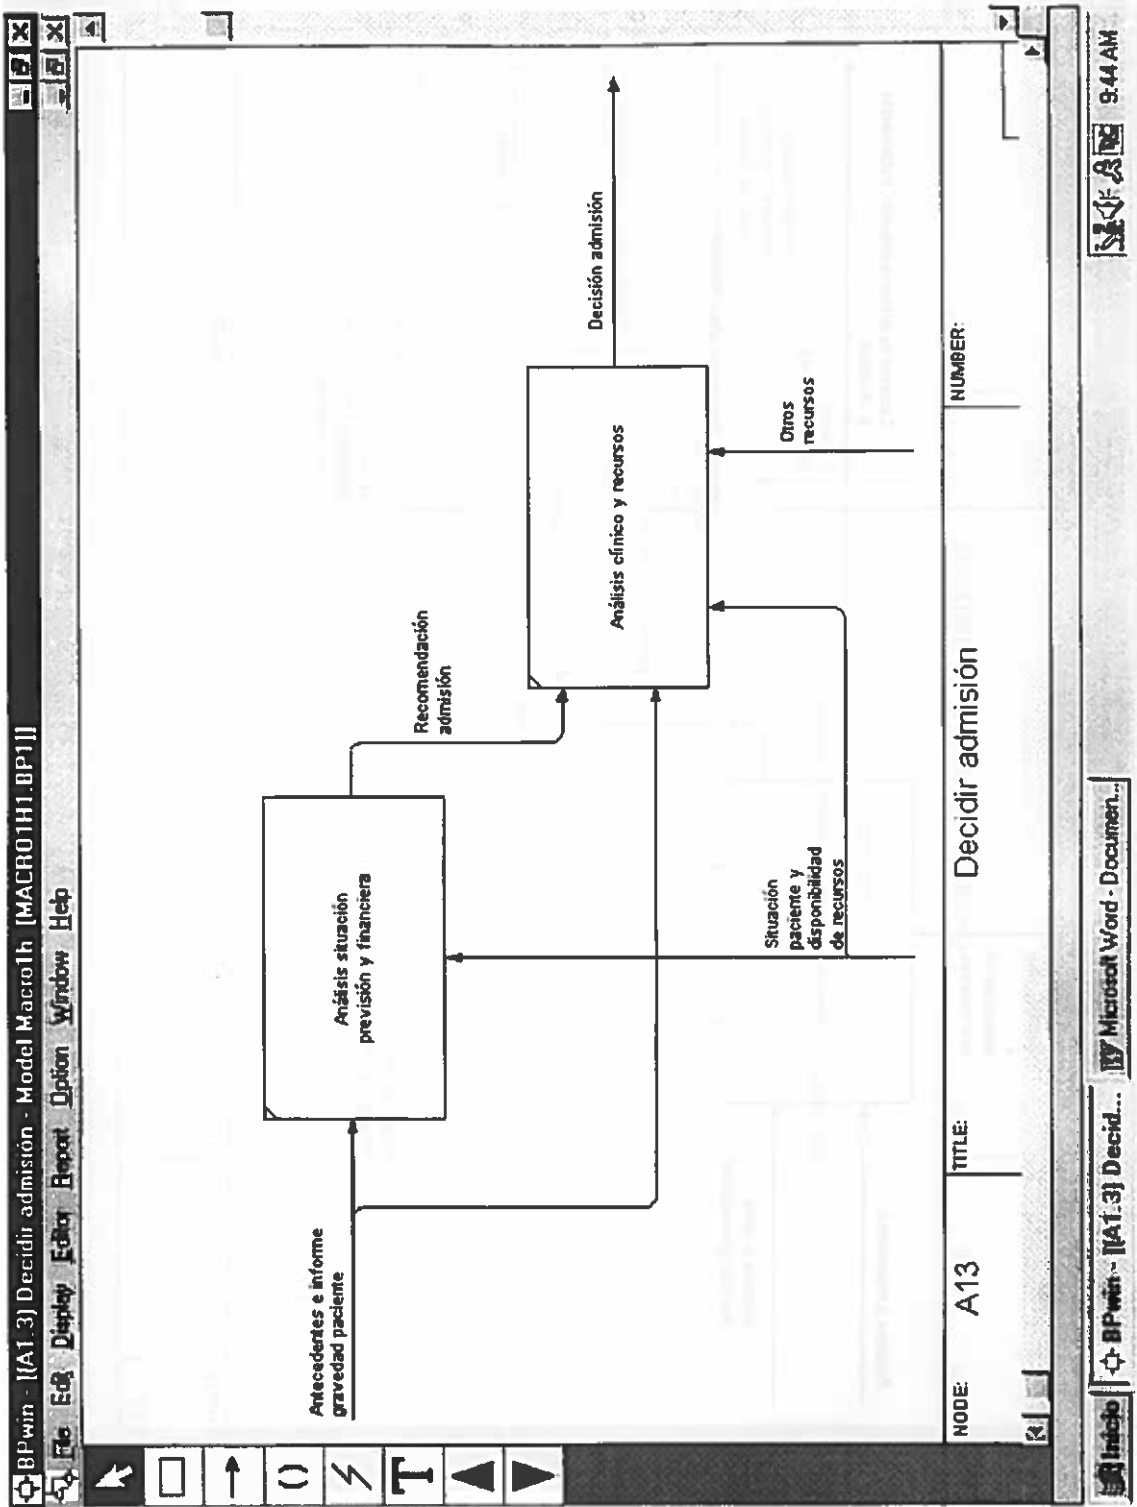 BPwin - [(A1.3) Decidir admisión - Model Macro1h [MACRO1H1.BP1]]
File Edit Display Editor Report Option Window Help
Antecedentes e informe
gravedad paciente
Análisis situación
previsión y financiera
Recomendación
admisión
Análisis clínico y recursos
Decisión admisión
Situación
paciente y
disponibilidad
de recursos
Otros
recursos
NODE:
A13
TITLE:
Decidir admisión
NUMBER:
Inicio
BPwin - [(A1.3) Decid...
Microsoft Word - Documen...
9:44 AM